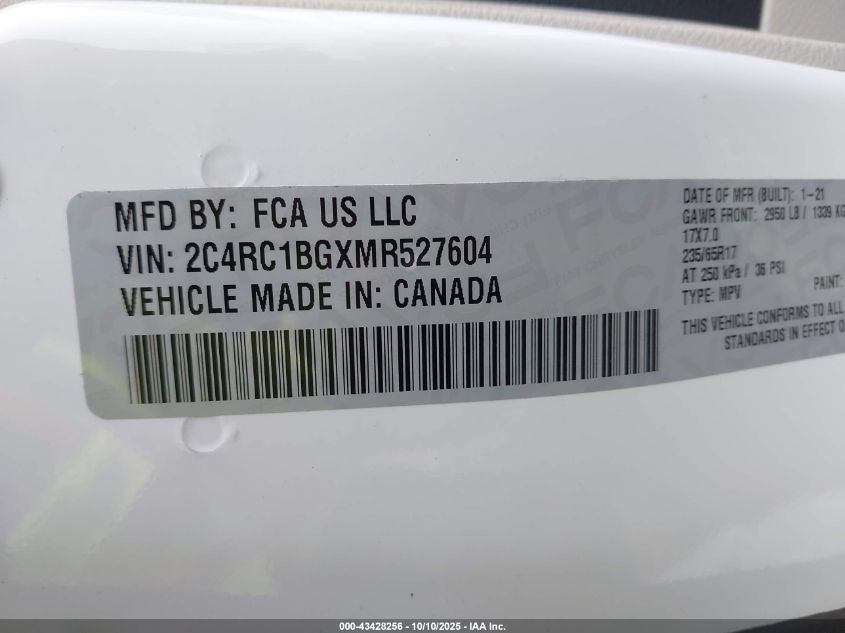 MFD BY: FCA US LLC
VIN: 2C4RC1BGXMR527604
VEHICLE MADE IN: CANADA
DATE OF MFR (BUILT): 1-21
GAWR FRONT: 2950 LB / 1339 KG
17X7.0
235/65R17
AT 250 kPa / 36 PSI
TYPE: MPV PAINT:
THIS VEHICLE CONFORMS TO ALL
STANDARDS IN EFFECT O
000-43428256 - 10/10/2025 - IAA Inc.